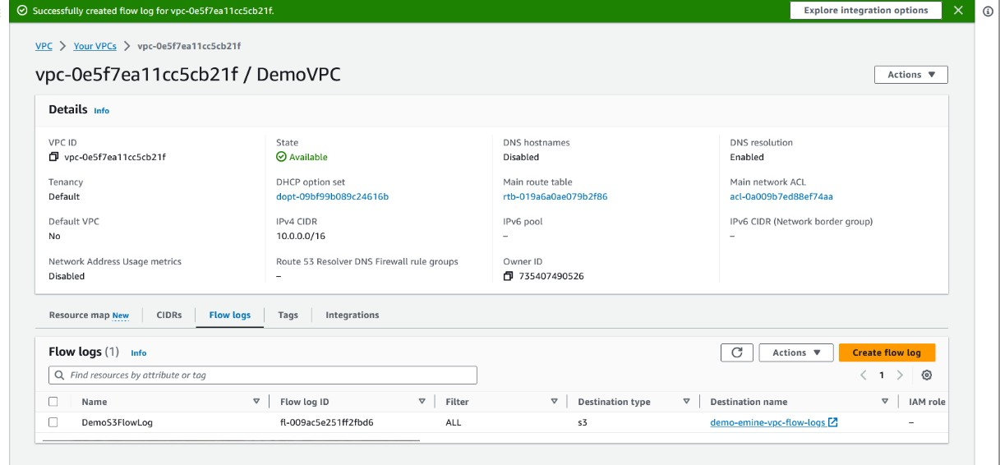 Successfully created flow log for vpc-0e5f7ea11cc5cb21f.
Explore integration options
VPC > Your VPCs > vpc-0e5f7ea11cc5cb21f
vpc-0e5f7ea11cc5cb21f / DemoVPC
Actions
Details Info
VPC ID State DNS hostnames DNS resolution
vpc-0e5f7ea11cc5cb21f Available Disabled Enabled
Tenancy DHCP option set Main route table Main network ACL
Default dopt-09bf99b089c24616b rtb-019a6a0ae079b2f86 acl-0a009b7ed88ef74aa
Default VPC IPv4 CIDR IPv6 pool IPv6 CIDR (Network border group)
No 10.0.0.0/16 – –
Network Address Usage metrics Route 53 Resolver DNS Firewall rule groups Owner ID
Disabled – 735407490526
Resource map New CIDRs Flow logs Tags Integrations
Flow logs (1) Info
Actions Create flow log
Find resources by attribute or tag
1
Name Flow log ID Filter Destination type Destination name IAM role
DemoS3FlowLog fl-009ac5e251ff2fbd6 ALL s3 demo-emine-vpc-flow-logs –